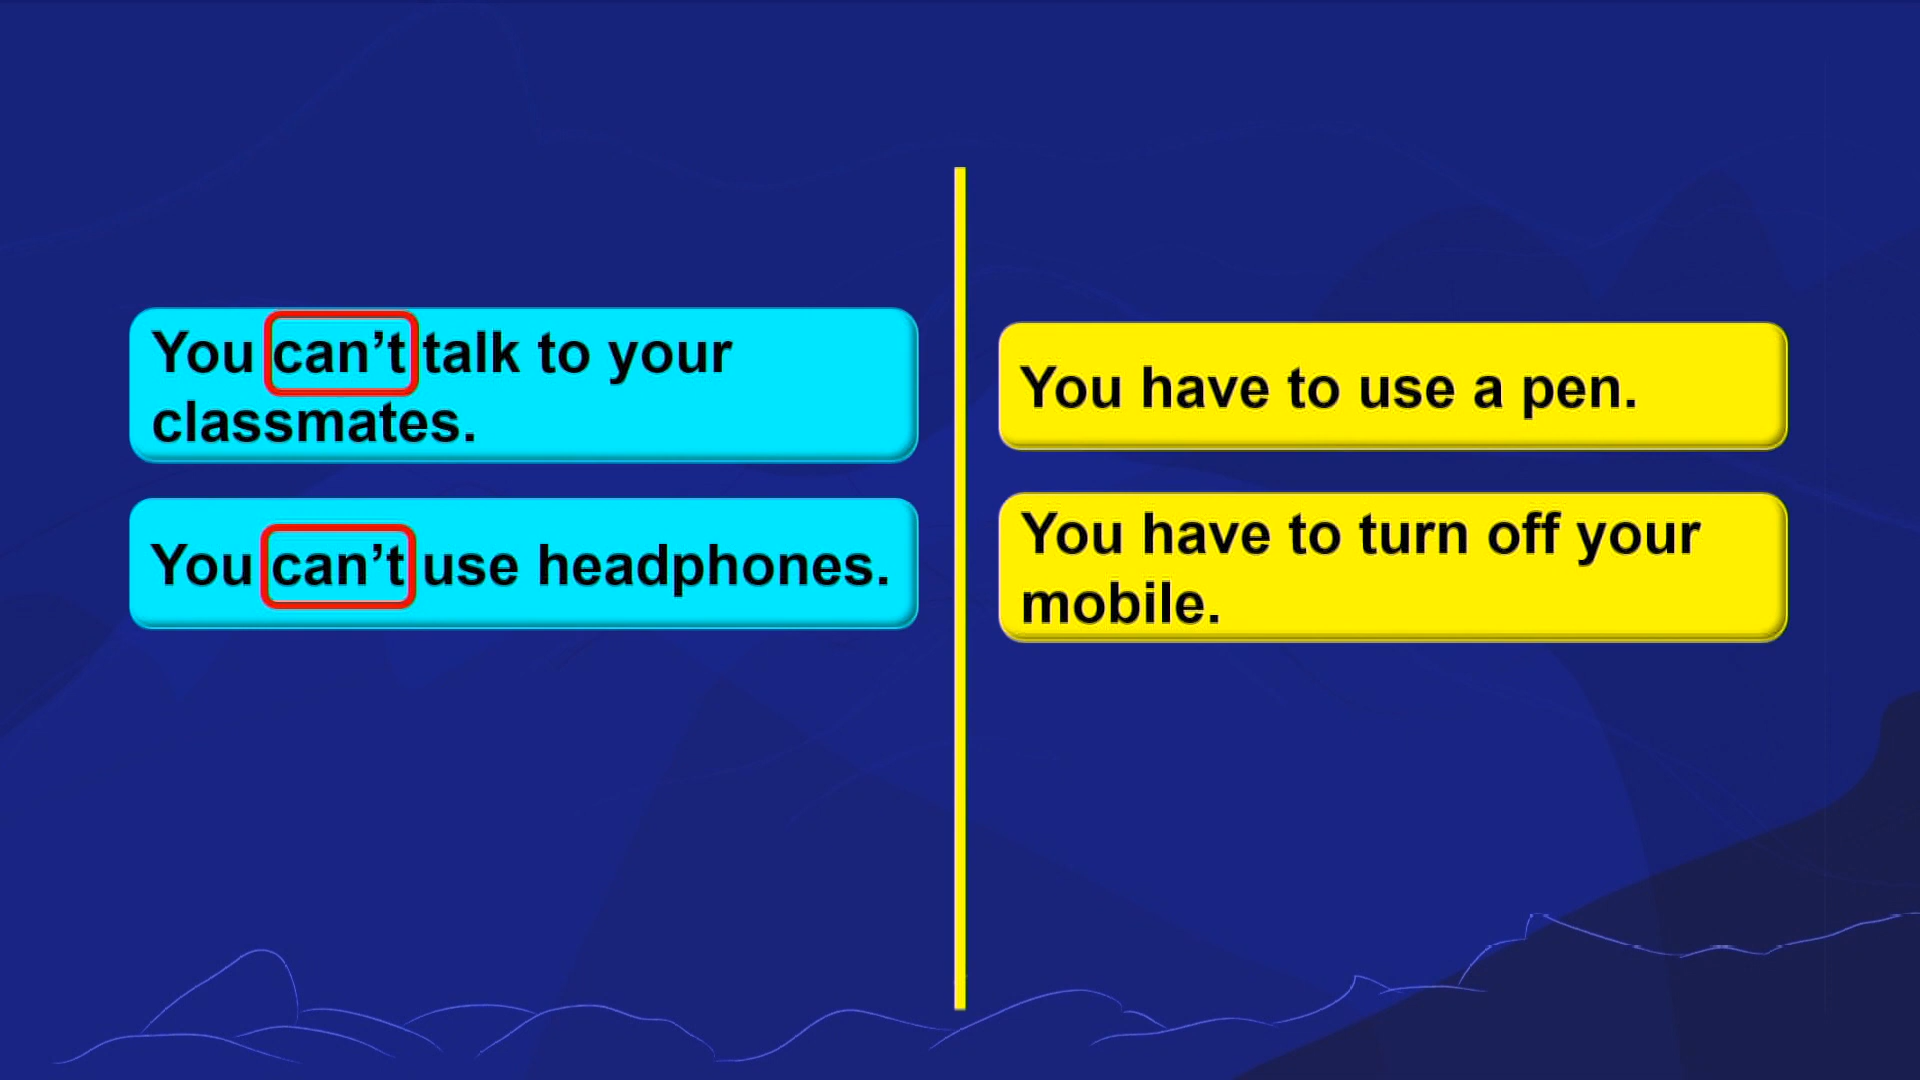 You can’t talk to your
classmates.
You can’t use headphones.
You have to use a pen.
You have to turn off your
mobile.